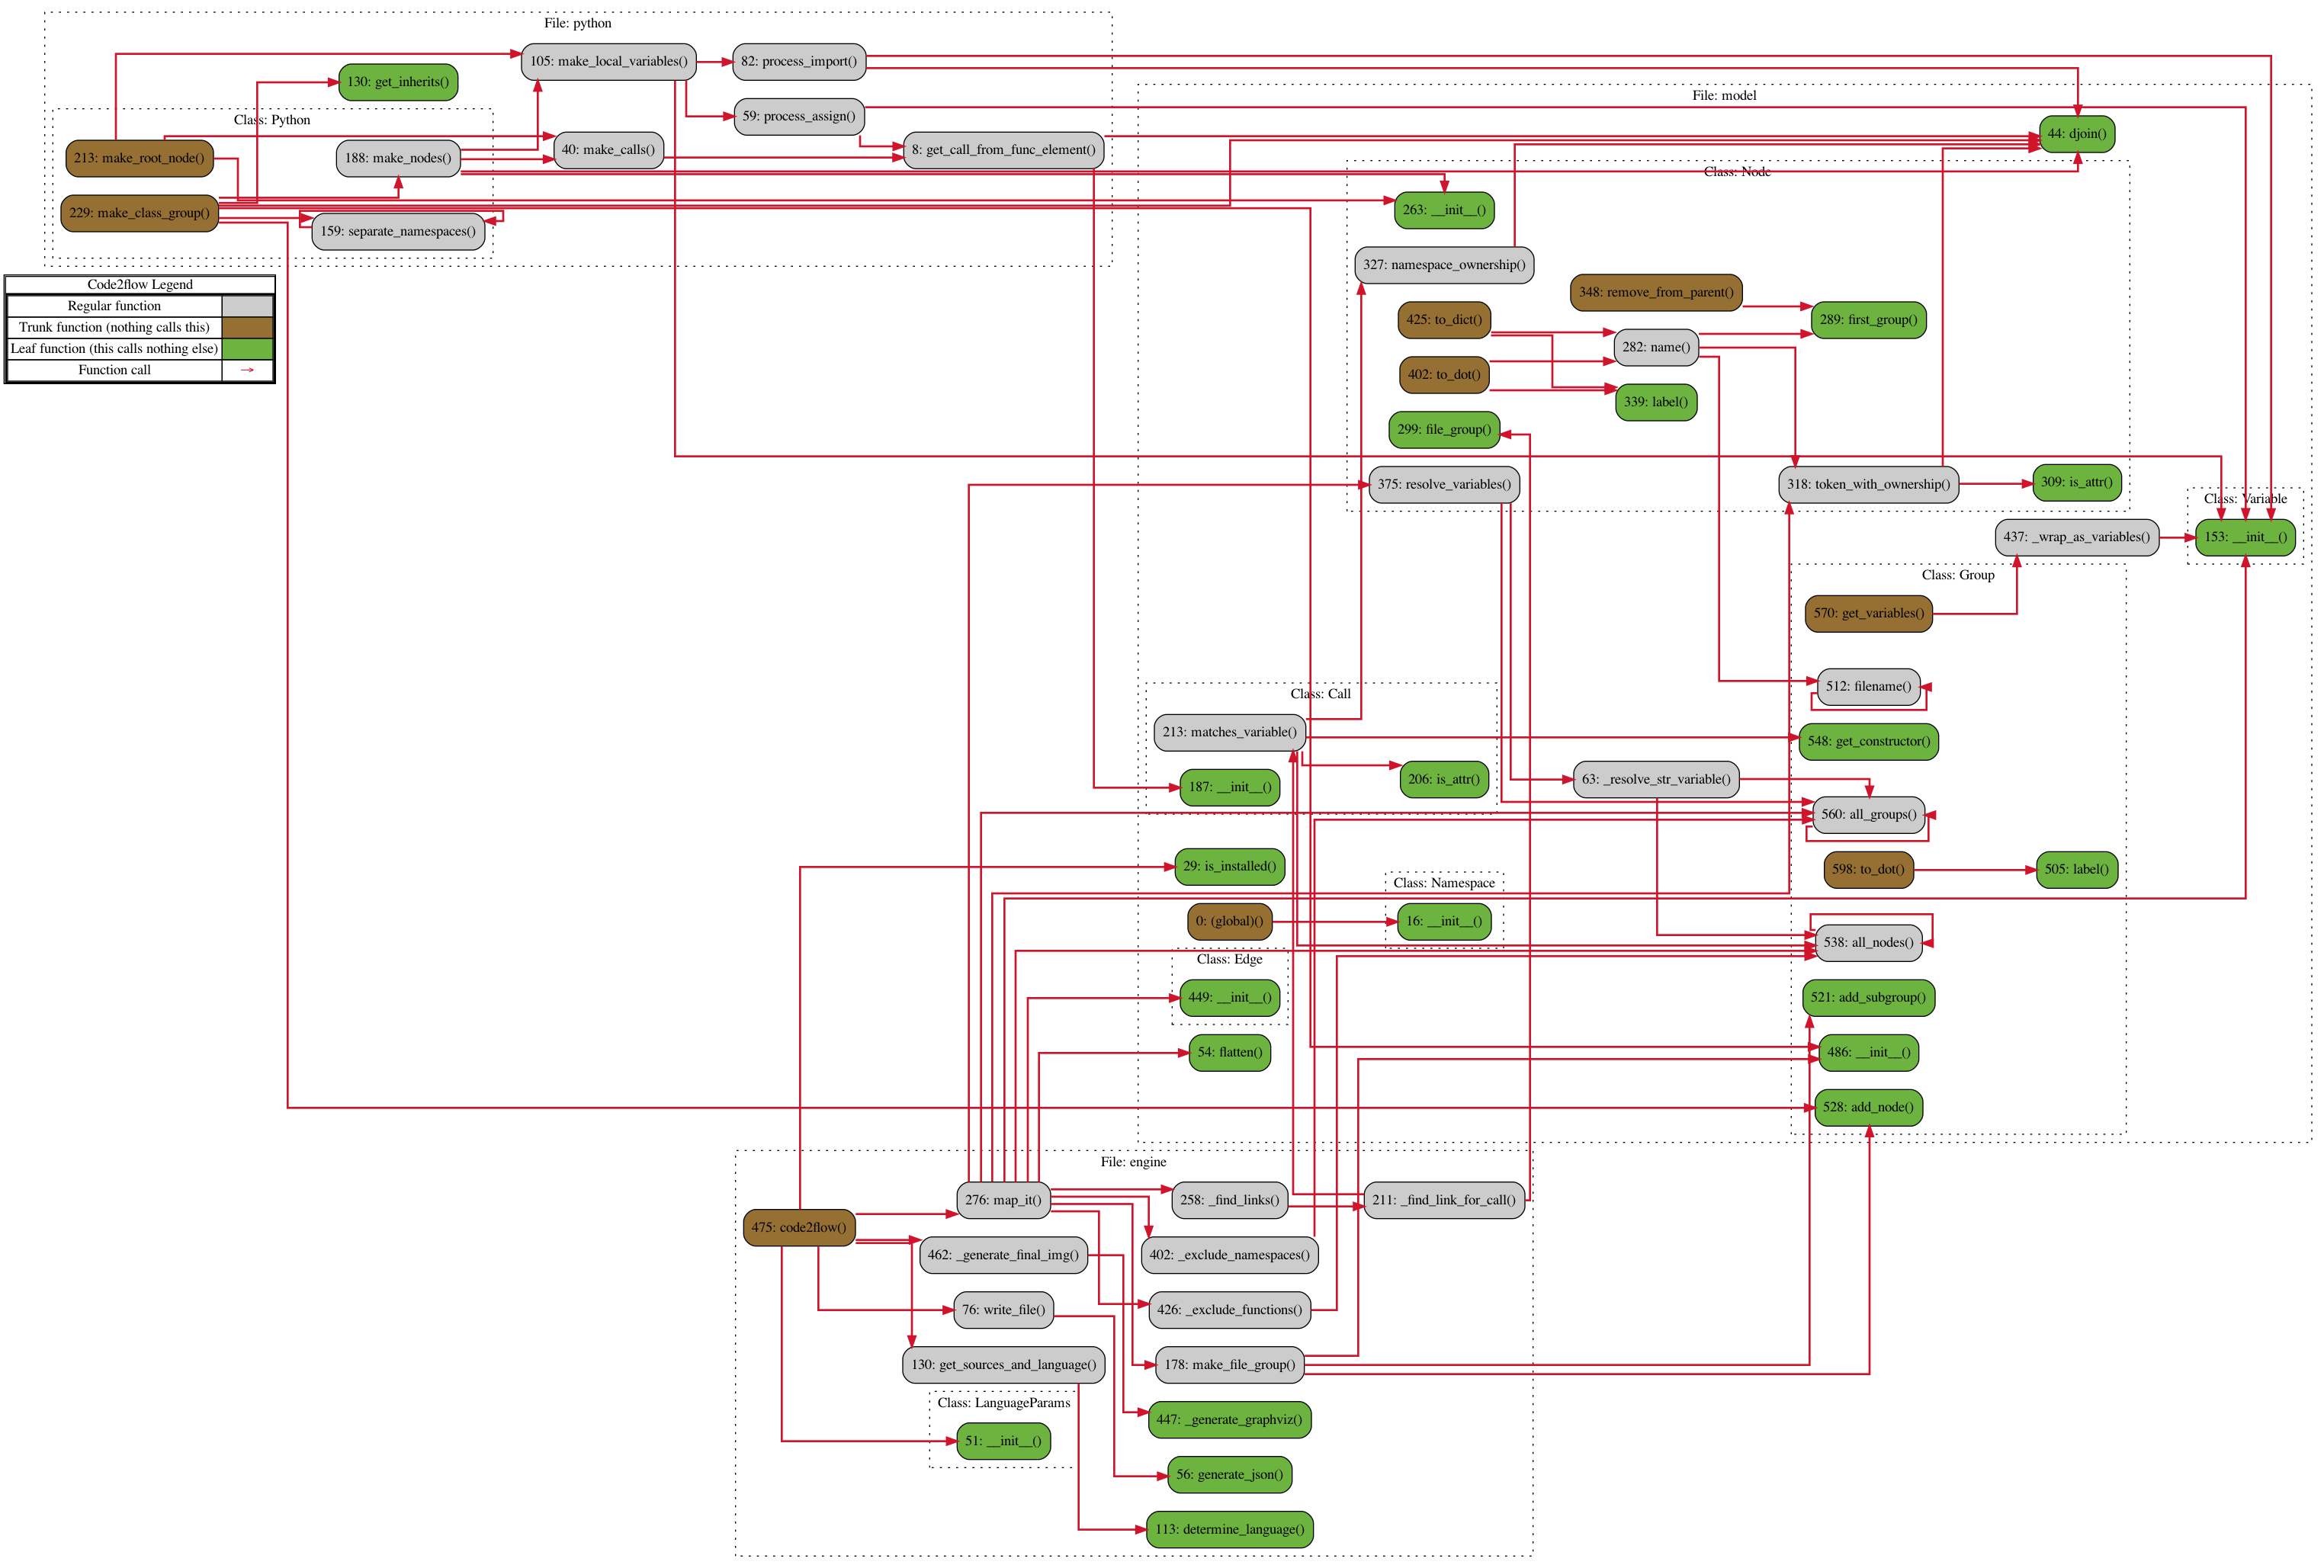 File: python
105: make_local_variables()
82: process_import()
130: get_inherits()
File: model
59: process_assign()
Class: Python
44: djoin()
213: make_root_node()
188: make_nodes()
40: make_calls()
8: get_call_from_func_element()
Class: Node
229: make_class_group()
159: separate_namespaces()
263: __init__()
327: namespace_ownership()
Code2flow Legend
Regular function
Trunk function (nothing calls this)
Leaf function (this calls nothing else)
Function call →
348: remove_from_parent()
425: to_dict()
289: first_group()
282: name()
402: to_dot()
339: label()
299: file_group()
375: resolve_variables()
318: token_with_ownership()
309: is_attr()
Class: Variable
437: _wrap_as_variables()
153: __init__()
Class: Group
570: get_variables()
512: filename()
Class: Call
213: matches_variable()
548: get_constructor()
187: __init__()
206: is_attr()
63: _resolve_str_variable()
560: all_groups()
29: is_installed()
598: to_dot()
505: label()
Class: Namespace
0: (global)()
16: __init__()
538: all_nodes()
Class: Edge
449: __init__()
521: add_subgroup()
54: flatten()
486: __init__()
528: add_node()
File: engine
276: map_it()
258: _find_links()
211: _find_link_for_call()
475: code2flow()
462: _generate_final_img()
402: _exclude_namespaces()
76: write_file()
426: _exclude_functions()
130: get_sources_and_language()
178: make_file_group()
Class: LanguageParams
51: __init__()
447: _generate_graphviz()
56: generate_json()
113: determine_language()